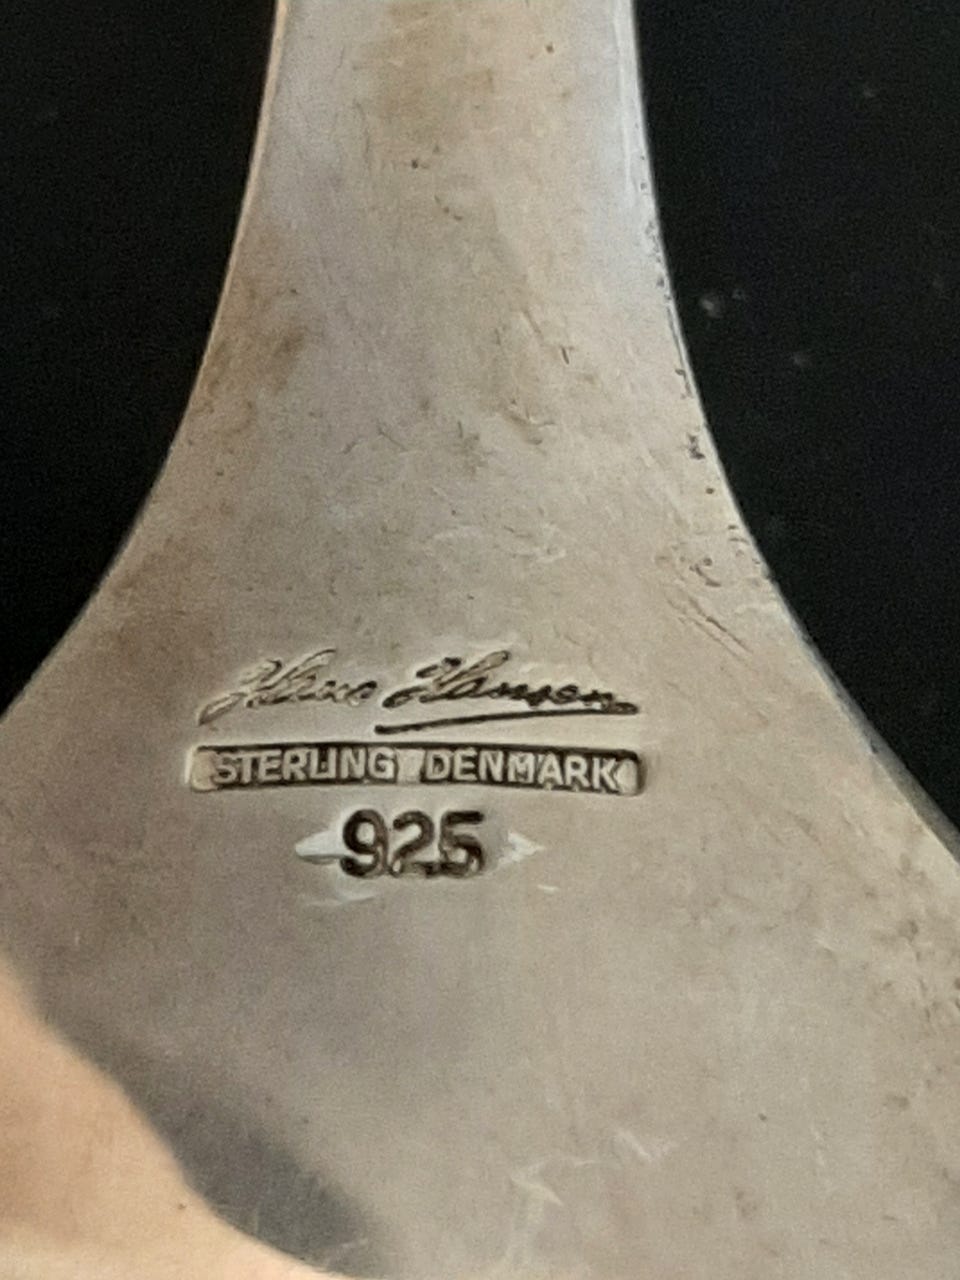 Hans Hansen
STERLING DENMARK
925